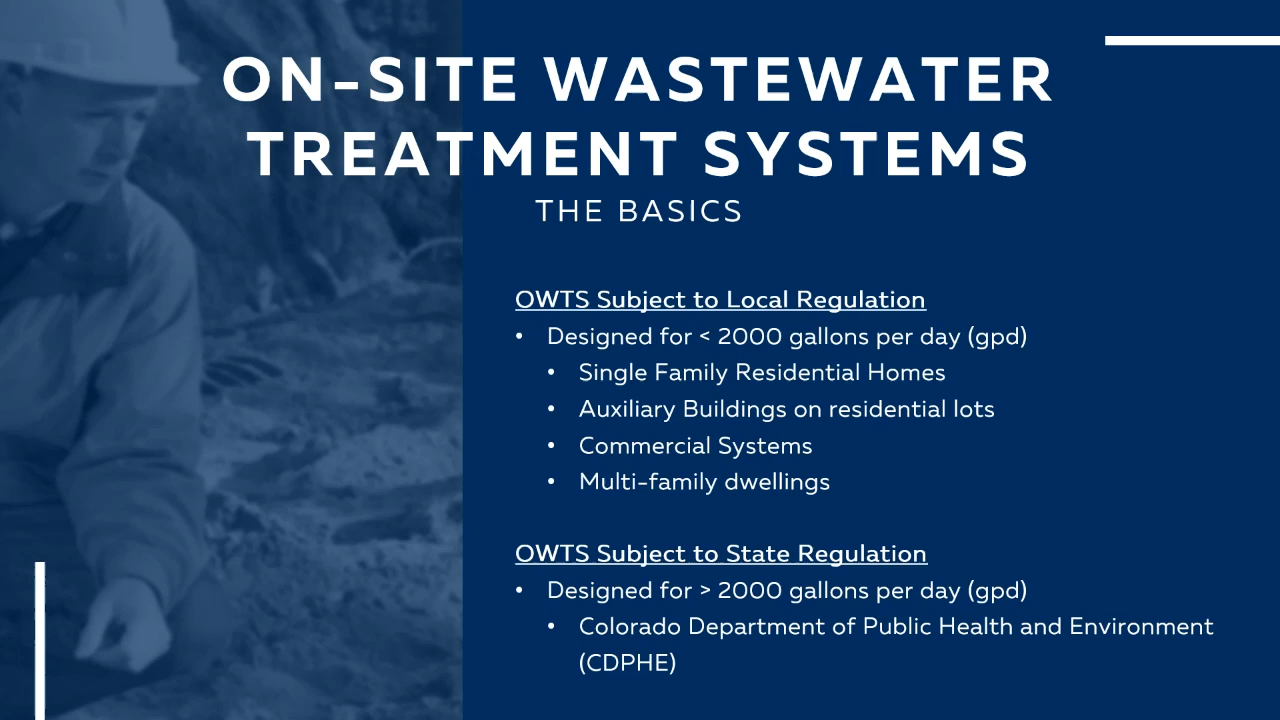 ON-SITE WASTEWATER
TREATMENT SYSTEMS
THE BASICS
OWTS Subject to Local Regulation
• Designed for < 2000 gallons per day (gpd)
• Single Family Residential Homes
• Auxiliary Buildings on residential lots
• Commercial Systems
• Multi-family dwellings
OWTS Subject to State Regulation
• Designed for > 2000 gallons per day (gpd)
• Colorado Department of Public Health and Environment
(CDPHE)